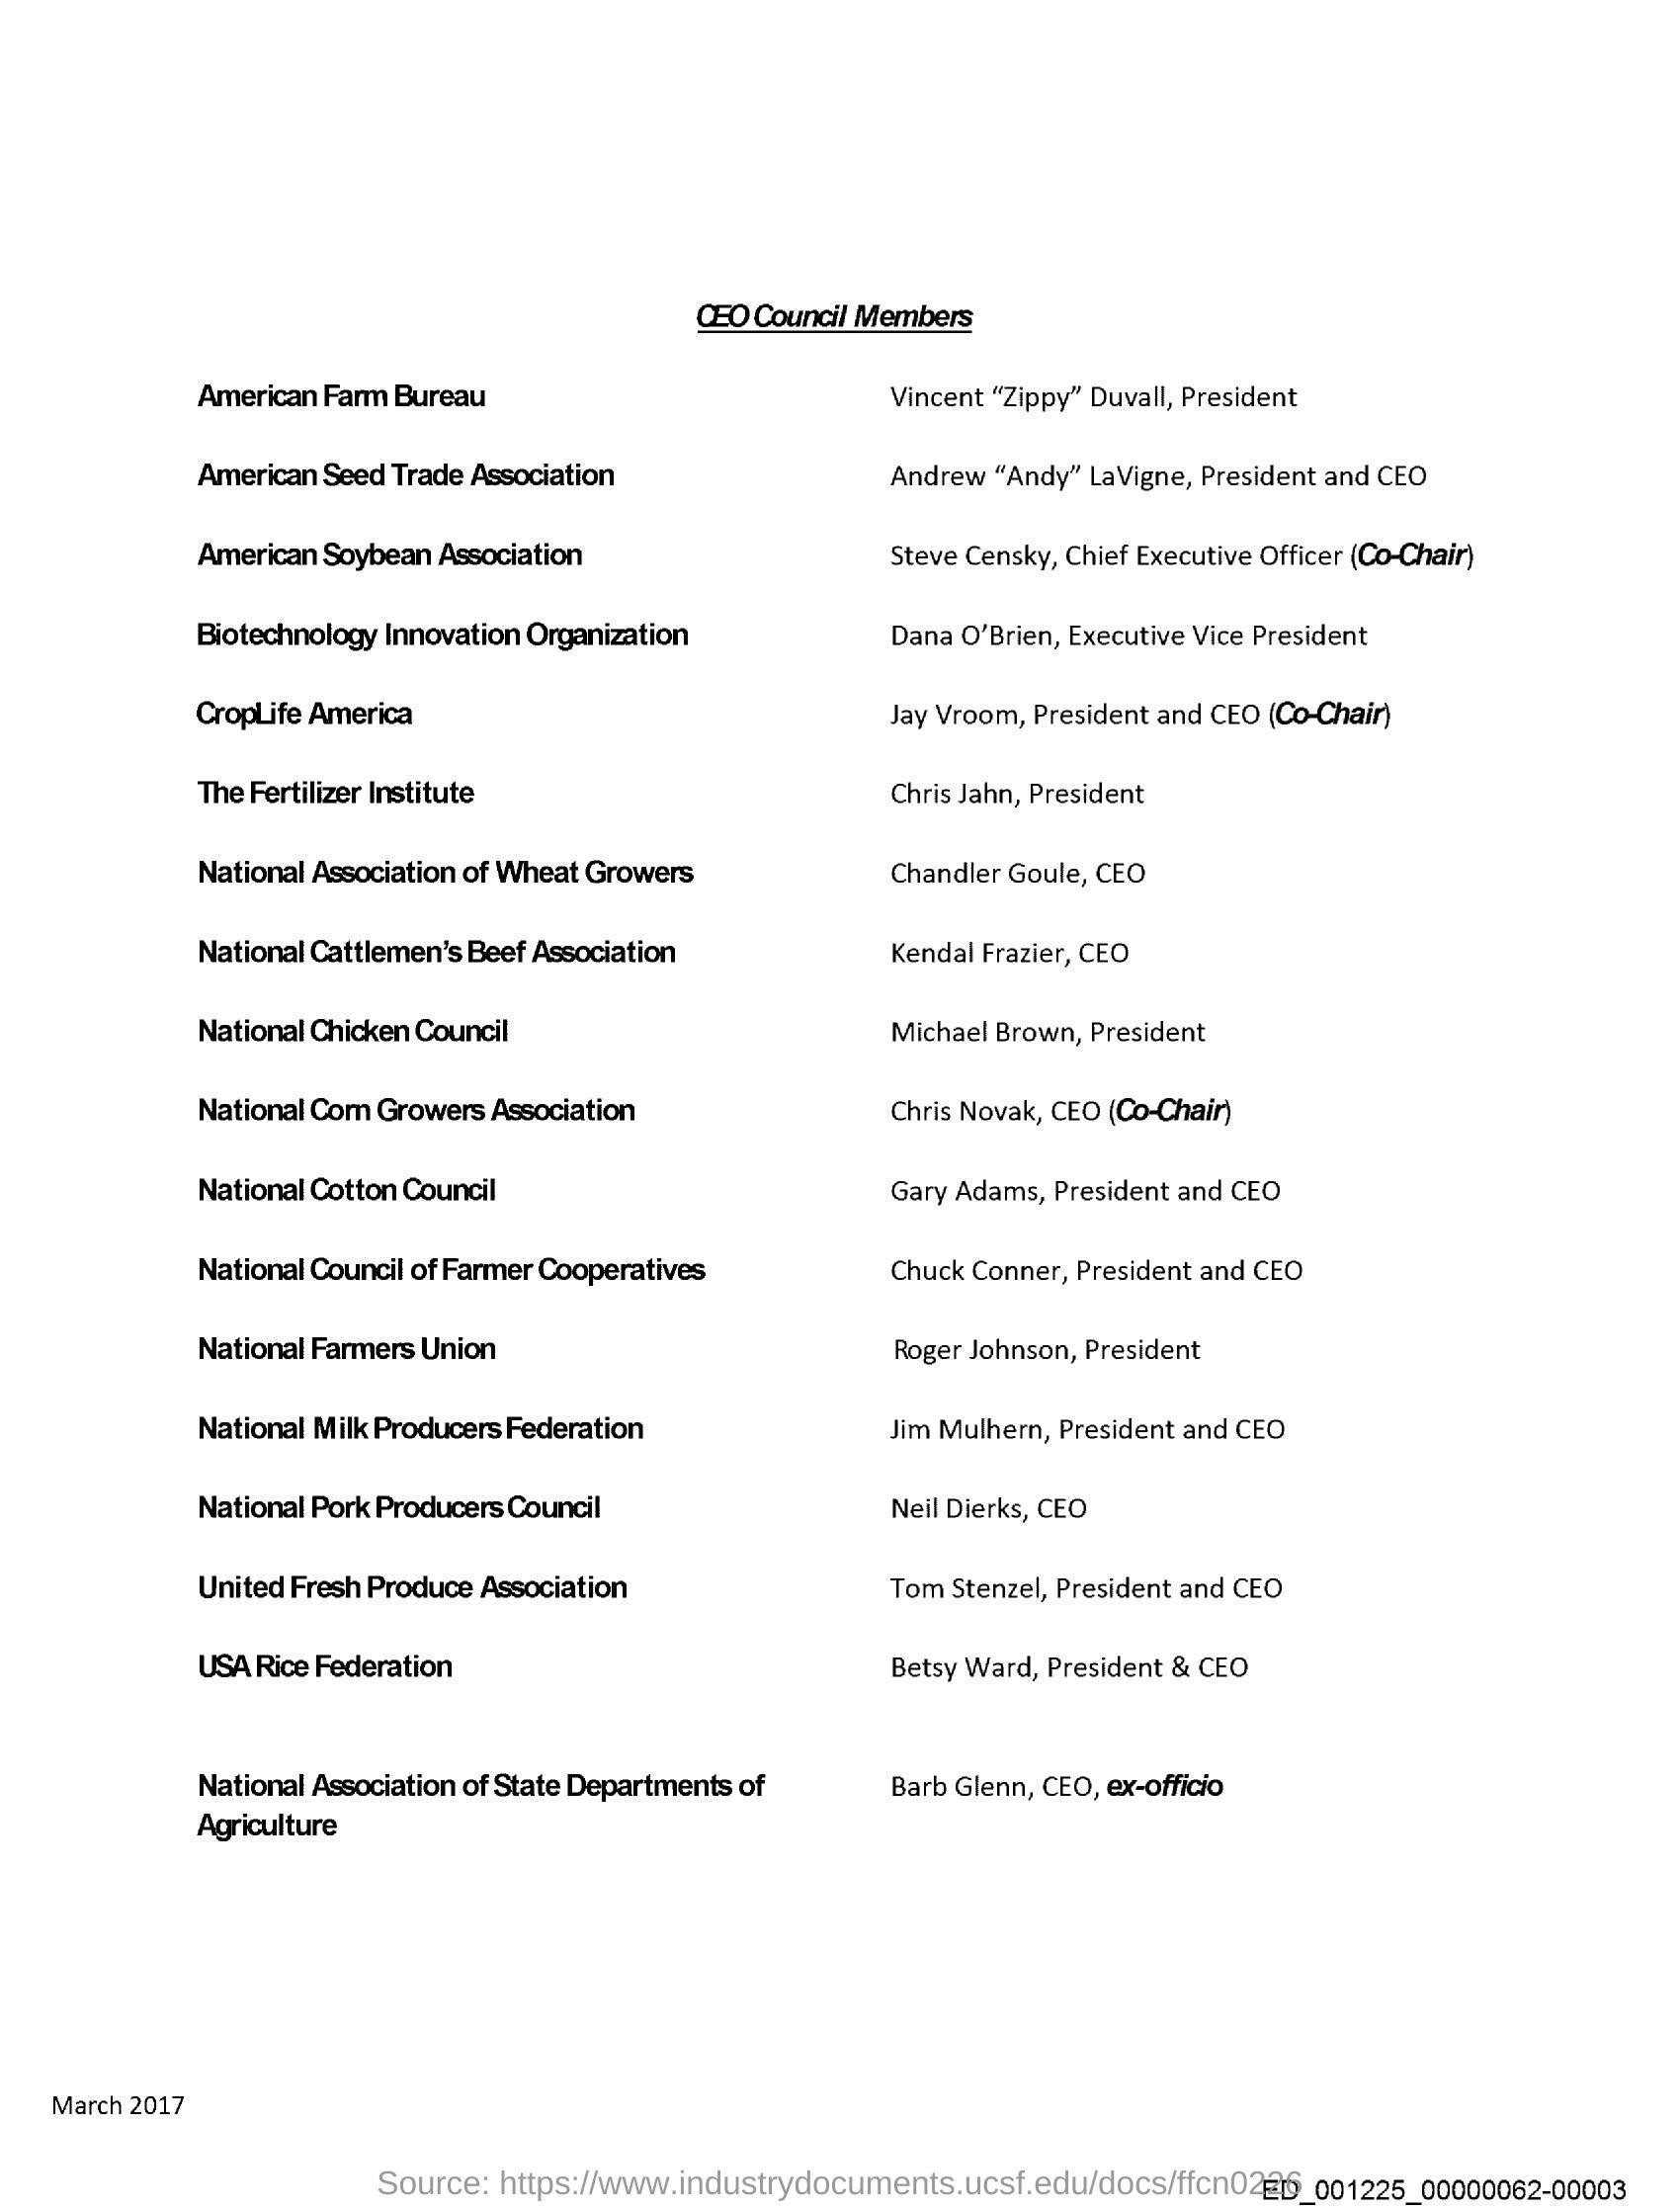 CEO Council Members
American Farm Bureau Vincent “Zippy” Duvall, President
American Seed Trade Association Andrew “Andy” LaVigne, President and CEO
American Soybean Association Steve Censky, Chief Executive Officer (Co-Chair)
Biotechnology Innovation Organization Dana O’Brien, Executive Vice President
CropLife America Jay Vroom, President and CEO (Co-Chair)
The Fertilizer Institute Chris Jahn, President
National Association of Wheat Growers Chandler Goule, CEO
National Cattlemen’s Beef Association Kendal Frazier, CEO
National Chicken Council Michael Brown, President
National Corn Growers Association Chris Novak, CEO (Co-Chair)
National Cotton Council Gary Adams, President and CEO
National Council of Farmer Cooperatives Chuck Conner, President and CEO
National Farmers Union Roger Johnson, President
National Milk Producers Federation Jim Mulhern, President and CEO
National Pork Producers Council Neil Dierks, CEO
United Fresh Produce Association Tom Stenzel, President and CEO
USA Rice Federation Betsy Ward, President & CEO
National Association of State Departments of Barb Glenn, CEO, ex-officio
Agriculture
March 2017
Source: https://www.industrydocuments.ucsf.edu/docs/ffcn0226
ED_001225_00000062-00003